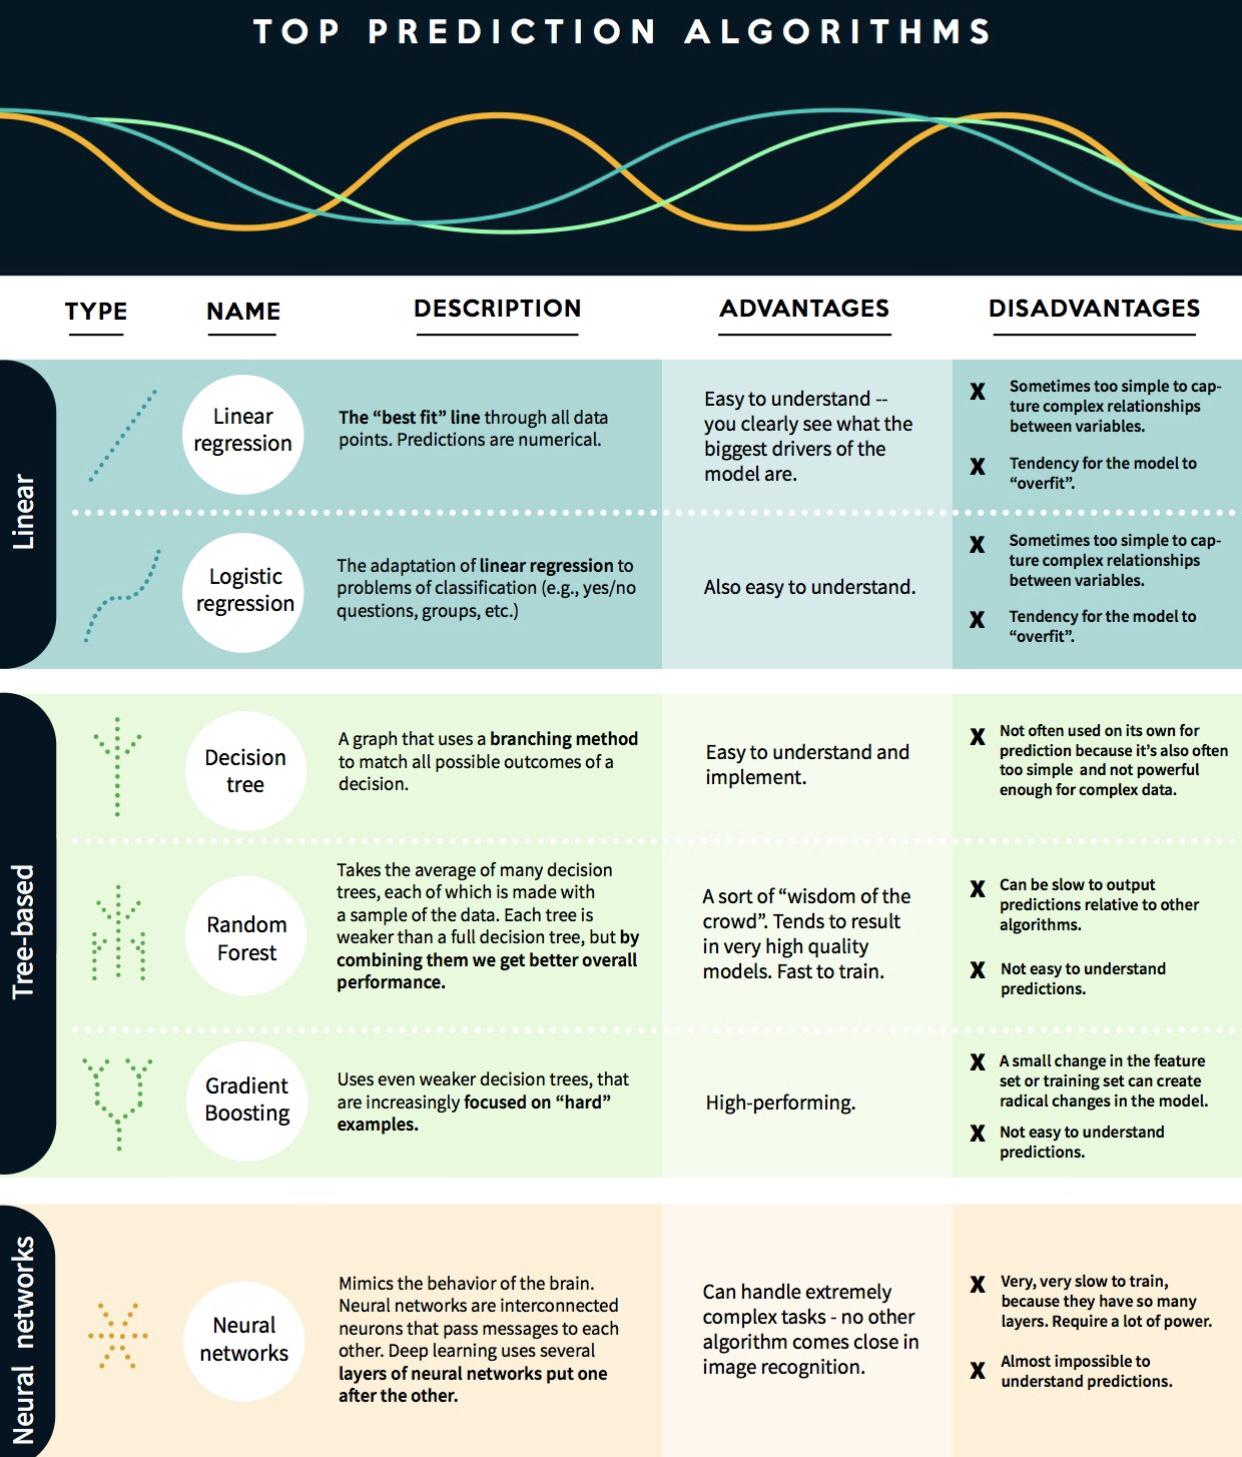 TOP PREDICTION ALGORITHMS
TYPE
NAME
DESCRIPTION
ADVANTAGES
DISADVANTAGES
Linear
Linear
regression
The “best fit” line through all data
points. Predictions are numerical.
Easy to understand --
you clearly see what the
biggest drivers of the
model are.
X Sometimes too simple to cap-
ture complex relationships
between variables.
X Tendency for the model to
“overfit”.
Logistic
regression
The adaptation of linear regression to
problems of classification (e.g., yes/no
questions, groups, etc.)
Also easy to understand.
X Sometimes too simple to cap-
ture complex relationships
between variables.
X Tendency for the model to
“overfit”.
Tree-based
Decision
tree
A graph that uses a branching method
to match all possible outcomes of a
decision.
Easy to understand and
implement.
X Not often used on its own for
prediction because it’s also often
too simple and not powerful
enough for complex data.
Random
Forest
Takes the average of many decision
trees, each of which is made with
a sample of the data. Each tree is
weaker than a full decision tree, but by
combining them we get better overall
performance.
A sort of “wisdom of the
crowd”. Tends to result
in very high quality
models. Fast to train.
X Can be slow to output
predictions relative to other
algorithms.
X Not easy to understand
predictions.
Gradient
Boosting
Uses even weaker decision trees, that
are increasingly focused on “hard”
examples.
High-performing.
X A small change in the feature
set or training set can create
radical changes in the model.
X Not easy to understand
predictions.
Neural networks
Neural
networks
Mimics the behavior of the brain.
Neural networks are interconnected
neurons that pass messages to each
other. Deep learning uses several
layers of neural networks put one
after the other.
Can handle extremely
complex tasks - no other
algorithm comes close in
image recognition.
X Very, very slow to train,
because they have so many
layers. Require a lot of power.
X Almost impossible to
understand predictions.